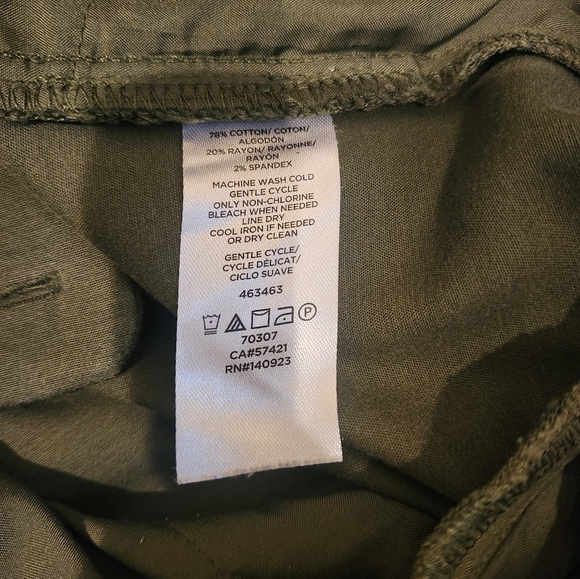 78% COTTON/ COTON/
ALGODÓN
20% RAYON/ RAYONNE/
RAYÓN
2% SPANDEX
MACHINE WASH COLD
GENTLE CYCLE
ONLY NON-CHLORINE
BLEACH WHEN NEEDED
LINE DRY
COOL IRON IF NEEDED
OR DRY CLEAN
GENTLE CYCLE/
CYCLE DÉLICAT/
CICLO SUAVE
463463
P
70307
CA#57421
RN#140923